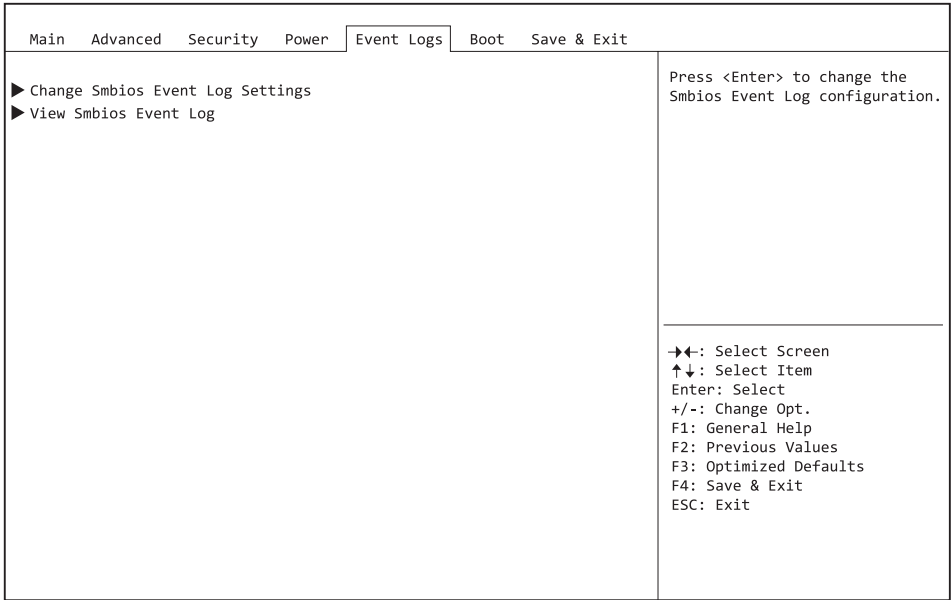 Main Advanced Security Power Event Logs Boot Save & Exit
▶ Change Smbios Event Log Settings
▶ View Smbios Event Log
Press <Enter> to change the
Smbios Event Log configuration.
→←: Select Screen
↑↓: Select Item
Enter: Select
+/-: Change Opt.
F1: General Help
F2: Previous Values
F3: Optimized Defaults
F4: Save & Exit
ESC: Exit